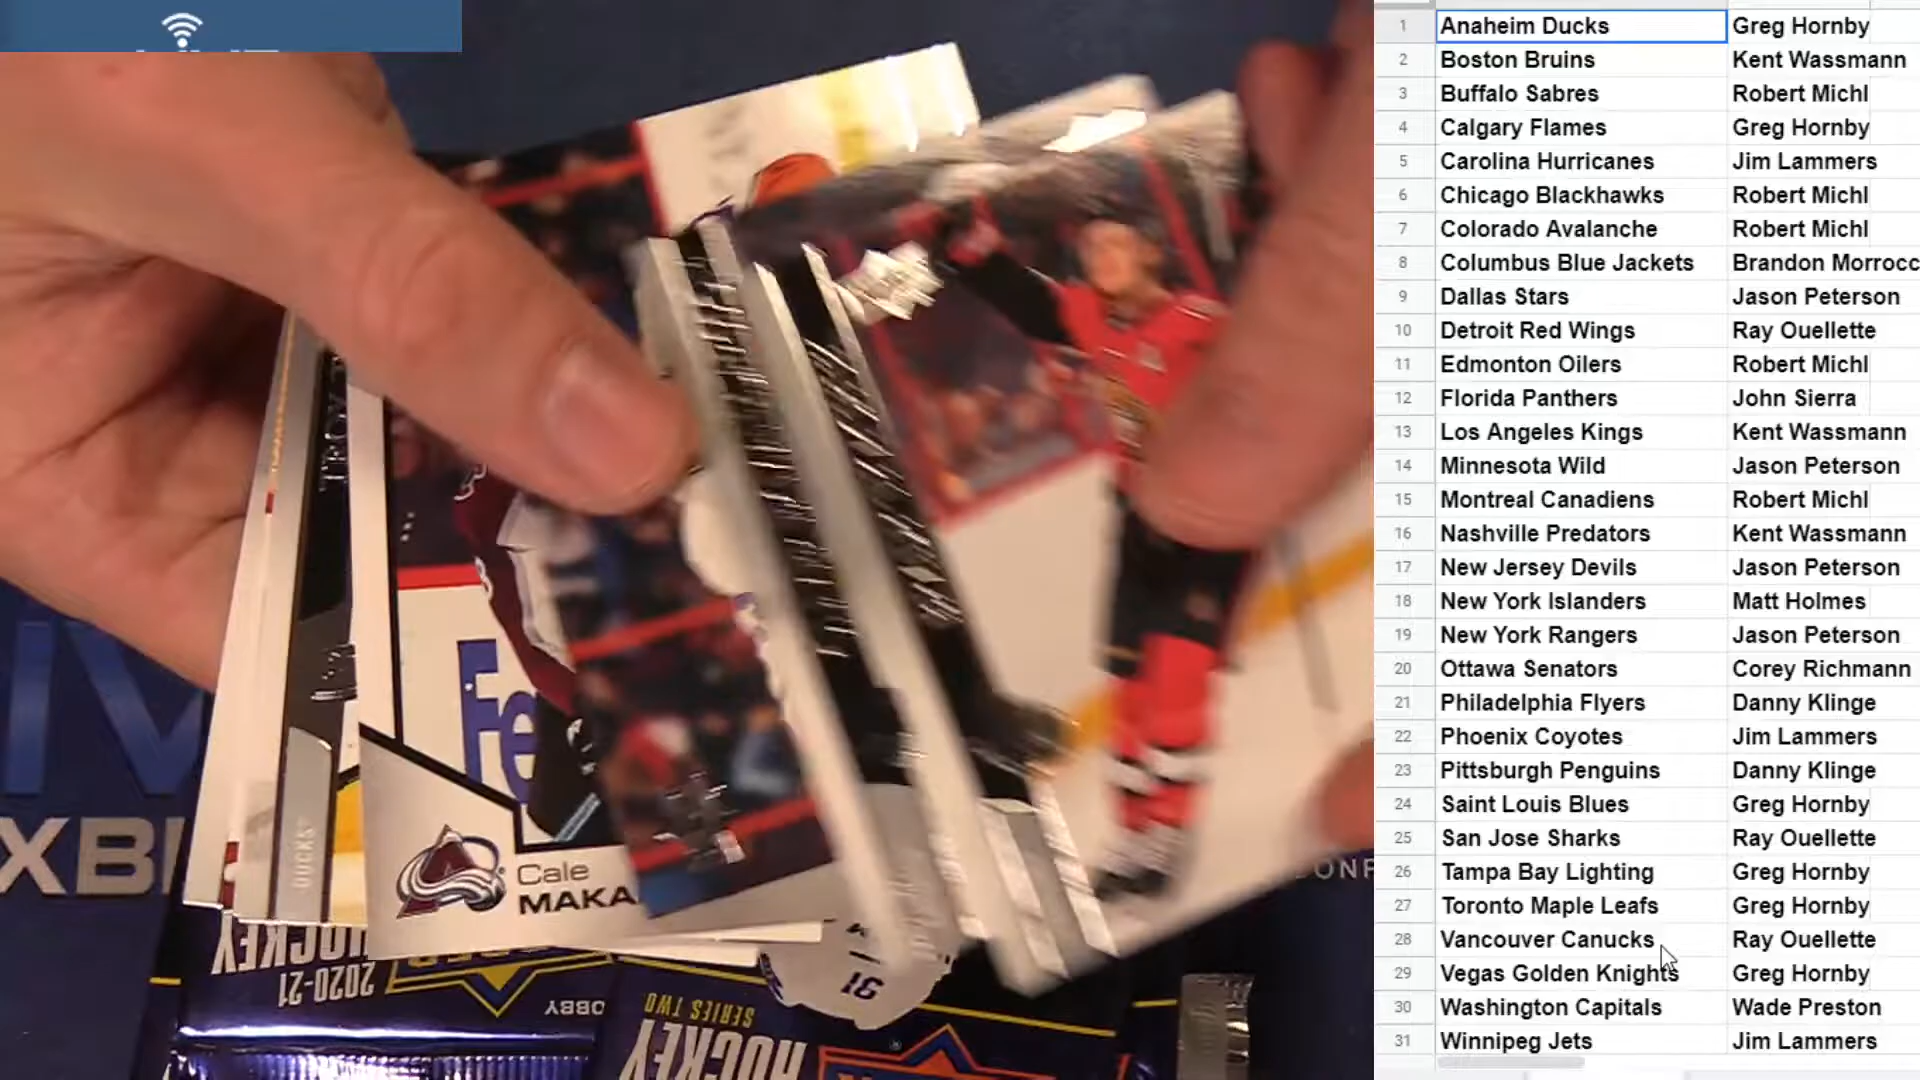 1 Anaheim Ducks Greg Hornby
2 Boston Bruins Kent Wassmann
3 Buffalo Sabres Robert Michl
4 Calgary Flames Greg Hornby
5 Carolina Hurricanes Jim Lammers
6 Chicago Blackhawks Robert Michl
7 Colorado Avalanche Robert Michl
8 Columbus Blue Jackets Brandon Morrocc
9 Dallas Stars Jason Peterson
10 Detroit Red Wings Ray Ouellette
11 Edmonton Oilers Robert Michl
12 Florida Panthers John Sierra
13 Los Angeles Kings Kent Wassmann
14 Minnesota Wild Jason Peterson
15 Montreal Canadiens Robert Michl
16 Nashville Predators Kent Wassmann
17 New Jersey Devils Jason Peterson
18 New York Islanders Matt Holmes
19 New York Rangers Jason Peterson
20 Ottawa Senators Corey Richmann
21 Philadelphia Flyers Danny Klinge
22 Phoenix Coyotes Jim Lammers
23 Pittsburgh Penguins Danny Klinge
24 Saint Louis Blues Greg Hornby
25 San Jose Sharks Ray Ouellette
26 Tampa Bay Lighting Greg Hornby
27 Toronto Maple Leafs Greg Hornby
28 Vancouver Canucks Ray Ouellette
29 Vegas Golden Knights Greg Hornby
30 Washington Capitals Wade Preston
31 Winnipeg Jets Jim Lammers
Fe
XB
DUCKS
Cale
MAKA
HOCKEY
2020-21
OBBY
SERIES TWO
HOCKEY
16